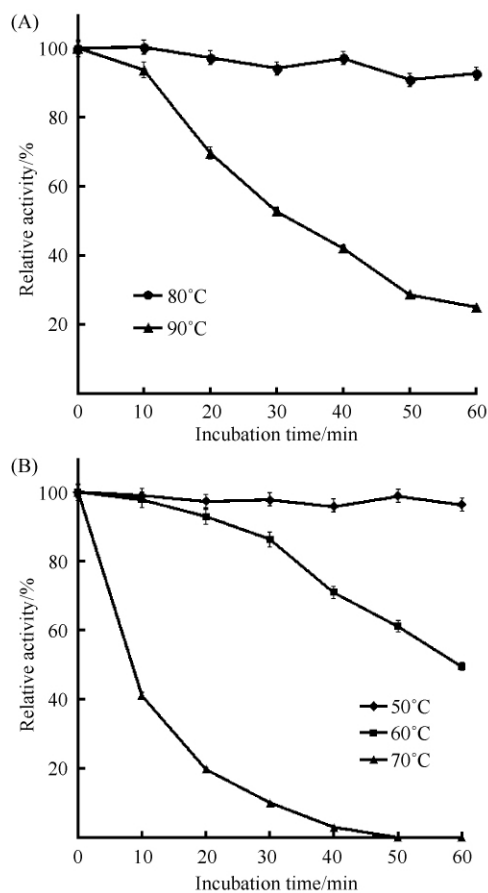 (A)
100
80
60
40
20
Relative activity/%
80°C
90°C
0 10 20 30 40 50 60
Incubation time/min
(B)
100
80
60
40
20
Relative activity/%
50°C
60°C
70°C
0 10 20 30 40 50 60
Incubation time/min